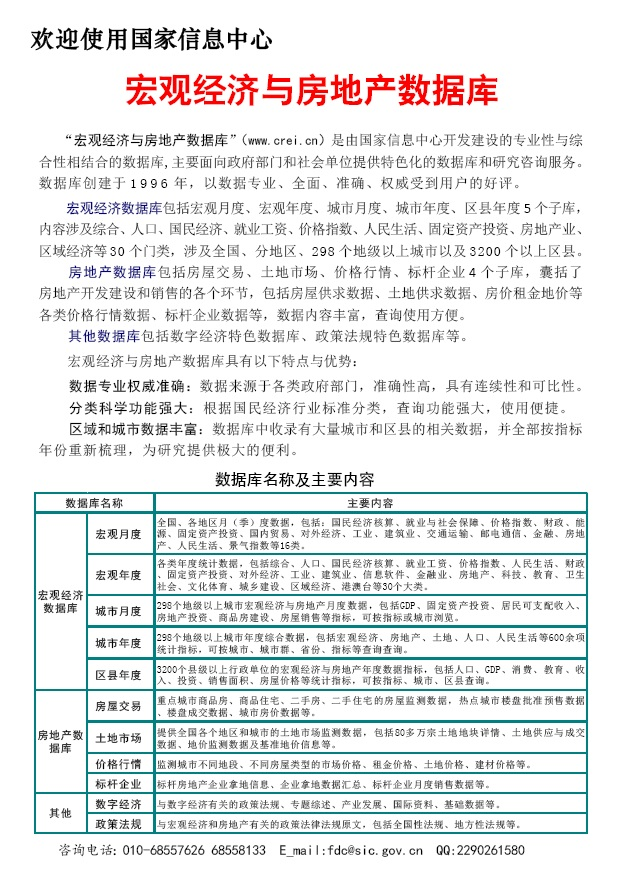 欢迎使用国家信息中心
宏观经济与房地产数据库
“宏观经济与房地产数据库”（www.crei.cn）是由国家信息中心开发建设的专业性与综
合性相结合的数据库,主要面向政府部门和社会单位提供特色化的数据库和研究咨询服务。
数据库创建于1996 年，以数据专业、全面、准确、权威受到用户的好评。
宏观经济数据库包括宏观月度、宏观年度、城市月度、城市年度、区县年度 5 个子库，
内容涉及综合、人口、国民经济、就业工资、价格指数、人民生活、固定资产投资、房地产业、
区域经济等 30 个门类，涉及全国、分地区、298 个地级以上城市以及 3200 个以上区县。
房地产数据库包括房屋交易、土地市场、价格行情、标杆企业 4 个子库，囊括了
房地产开发建设和销售的各个环节，包括房屋供求数据、土地供求数据、房价租金地价等
各类价格行情数据、标杆企业数据等，数据内容丰富，查询使用方便。
其他数据库包括数字经济特色数据库、政策法规特色数据库等。
宏观经济与房地产数据库具有以下特点与优势：
数据专业权威准确：数据来源于各类政府部门，准确性高，具有连续性和可比性。
分类科学功能强大：根据国民经济行业标准分类，查询功能强大，使用便捷。
区域和城市数据丰富：数据库中收录有大量城市和区县的相关数据，并全部按指标
年份重新梳理，为研究提供极大的便利。
数据库名称及主要内容
数据库名称 主要内容
宏观经济
数据库
宏观月度
全国、各地区月（季）度数据，包括：国民经济核算、就业与社会保障、价格指数、财政、能
源、固定资产投资、国内贸易、对外经济、工业、建筑业、交通运输、邮电通信、金融、房地
产、人民生活、景气指数等16类。
宏观年度
各类年度统计数据，包括综合、人口、国民经济核算、就业工资、价格指数、人民生活、财政
、固定资产投资、对外经济、工业、建筑业、信息软件、金融业、房地产、科技、教育、卫生
社会、文化体育、城乡建设、区域经济、港澳台等30个大类。
城市月度
298个地级以上城市宏观经济与房地产月度数据，包括GDP、固定资产投资、居民可支配收入、
房地产投资、商品房建设、房屋销售等指标，可按指标或城市浏览。
城市年度
298个地级以上城市年度综合数据，包括宏观经济、房地产、土地、人口、人民生活等600余项
统计指标，可按城市、城市群、省份、指标等查询查询。
区县年度
3200个县级以上行政单位的宏观经济与房地产年度数据指标，包括人口、GDP、消费、教育、收
入、投资、销售面积、房屋价格等统计指标，可按指标、城市、区县查询。
房地产数
据库
房屋交易
重点城市商品房、商品住宅、二手房、二手住宅的房屋监测数据，热点城市楼盘批准预售数据
、楼盘成交数据、城市房价数据等。
土地市场
提供全国各个地区和城市的土地市场监测数据，包括80多万宗土地地块详情、土地供应与成交
数据、地价监测数据及基准地价信息等。
价格行情
监测城市不同地段、不同房屋类型的市场价格、租金价格、土地价格、建材价格等。
标杆企业
标杆房地产企业拿地信息、企业拿地数据汇总、标杆企业月度销售数据等。
其他
数字经济
与数字经济有关的政策法规、专题综述、产业发展、国际资料、基础数据等。
政策法规
与宏观经济和房地产有关的政策法律法规原文，包括全国性法规、地方性法规等。
咨询电话: 010-68557626 68558133 E_mail:fdc@sic.gov.cn QQ:2290261580